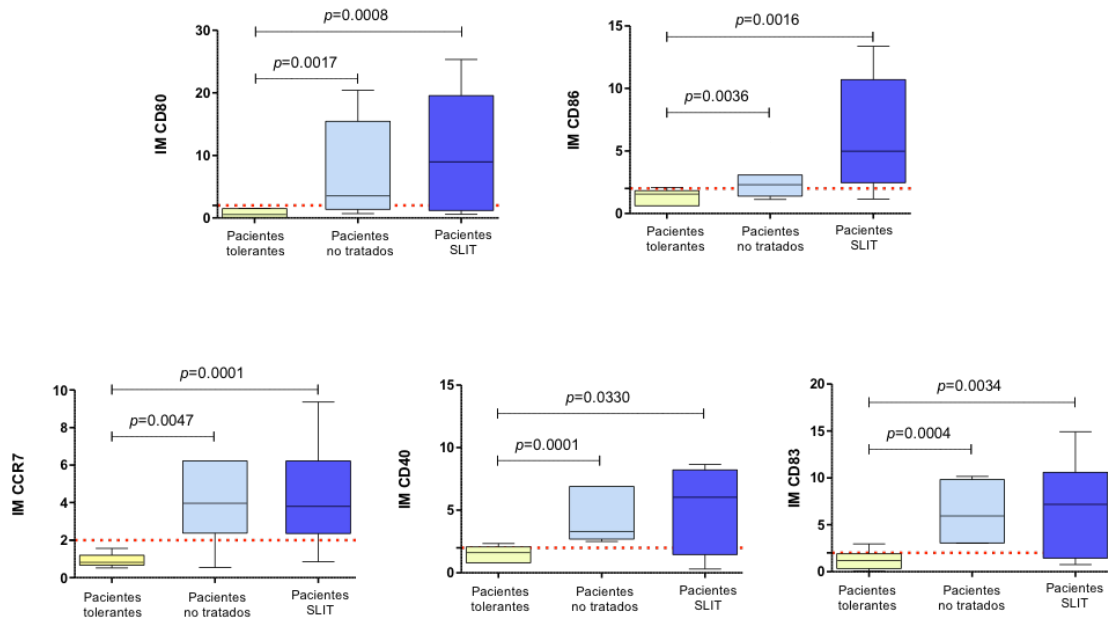 p=0.0008
p=0.0017
30
20
10
0
IM CD80
Pacientes tolerantes
Pacientes no tratados
Pacientes SLIT
p=0.0016
p=0.0036
15
10
5
0
IM CD86
Pacientes tolerantes
Pacientes no tratados
Pacientes SLIT
p=0.0001
p=0.0047
10
8
6
4
2
0
IM CCR7
Pacientes tolerantes
Pacientes no tratados
Pacientes SLIT
p=0.0330
p=0.0001
15
10
5
0
IM CD40
Pacientes tolerantes
Pacientes no tratados
Pacientes SLIT
p=0.0034
p=0.0004
20
15
10
5
0
IM CD83
Pacientes tolerantes
Pacientes no tratados
Pacientes SLIT